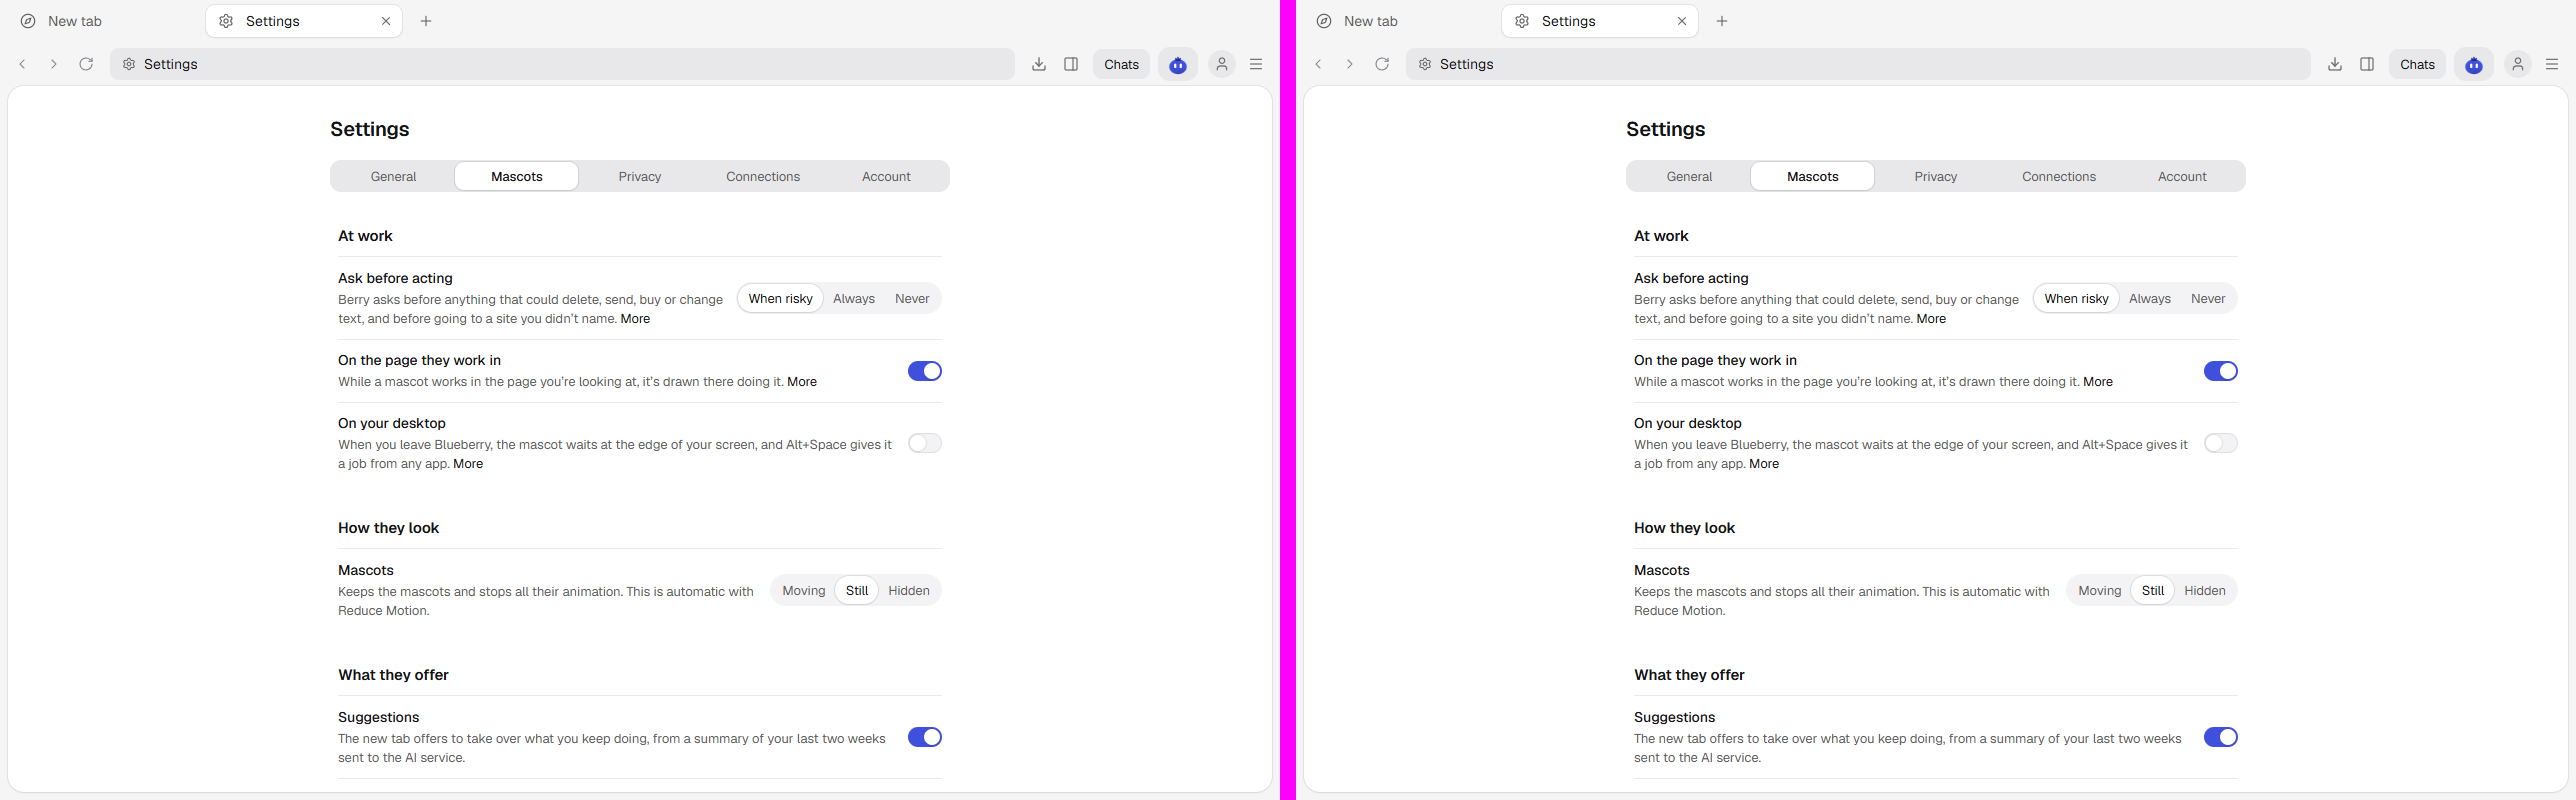 New tab
Settings
Settings
Chats
Settings
General Mascots Privacy Connections Account
At work
Ask before acting
Berry asks before anything that could delete, send, buy or change
text, and before going to a site you didn't name. More
When risky Always Never
On the page they work in
While a mascot works in the page you're looking at, it's drawn there doing it. More
On your desktop
When you leave Blueberry, the mascot waits at the edge of your screen, and Alt+Space gives it
a job from any app. More
How they look
Mascots
Keeps the mascots and stops all their animation. This is automatic with
Reduce Motion.
Moving Still Hidden
What they offer
Suggestions
The new tab offers to take over what you keep doing, from a summary of your last two weeks
sent to the AI service.
New tab
Settings
Settings
Chats
Settings
General Mascots Privacy Connections Account
At work
Ask before acting
Berry asks before anything that could delete, send, buy or change
text, and before going to a site you didn't name. More
When risky Always Never
On the page they work in
While a mascot works in the page you're looking at, it's drawn there doing it. More
On your desktop
When you leave Blueberry, the mascot waits at the edge of your screen, and Alt+Space gives it
a job from any app. More
How they look
Mascots
Keeps the mascots and stops all their animation. This is automatic with
Reduce Motion.
Moving Still Hidden
What they offer
Suggestions
The new tab offers to take over what you keep doing, from a summary of your last two weeks
sent to the AI service.